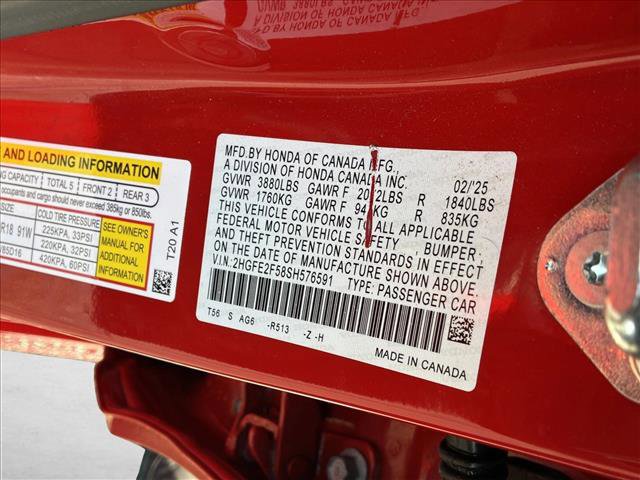 AND LOADING INFORMATION
NG CAPACITY TOTAL 5 FRONT 2 REAR 3
occupants and cargo should never exceed 385kg or 850lbs.
SIZE COLD TIRE PRESSURE
R18 91W 225KPA, 33PSI
220KPA, 32PSI
85D16 420KPA, 60PSI
SEE OWNER'S
MANUAL FOR
ADDITIONAL
INFORMATION
T20 A1
MFD.BY HONDA OF CANADA MFG.
A DIVISION OF HONDA CANADA INC. 02/'25
GVWR 3880LBS GAWR F LBS R 1840LBS
GVWR 1760KG GAWR F KG R 835KG
THIS VEHICLE CONFORMS TO ALL APPLICABLE
FEDERAL MOTOR VEHICLE SAFETY, BUMPER,
AND THEFT PREVENTION STANDARDS IN EFFECT
ON THE DATE OF MANUFACTURE SHOWN ABOVE.
V.I.N: 2HGFE2F58SH576591 TYPE: PASSENGER CAR
T56 S AG6 -R513 -Z -H
MADE IN CANADA